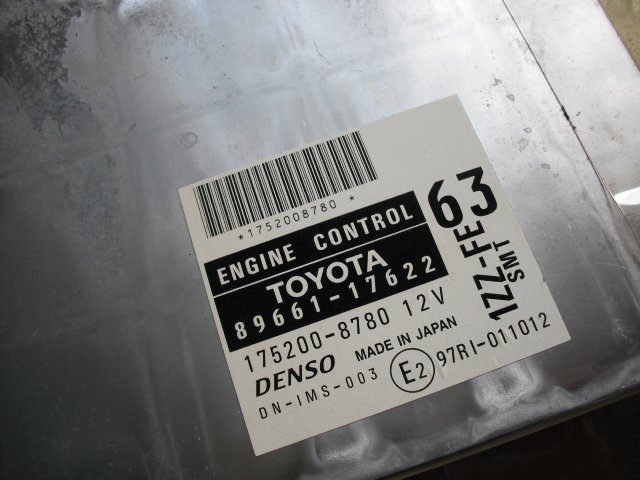 *1752008780*
ENGINE CONTROL
TOYOTA
89661-17622
63
1ZZ-FE
SMT
175200-8780 12V
DENSO MADE IN JAPAN
DN-IMS-003 E2 97RI-011012